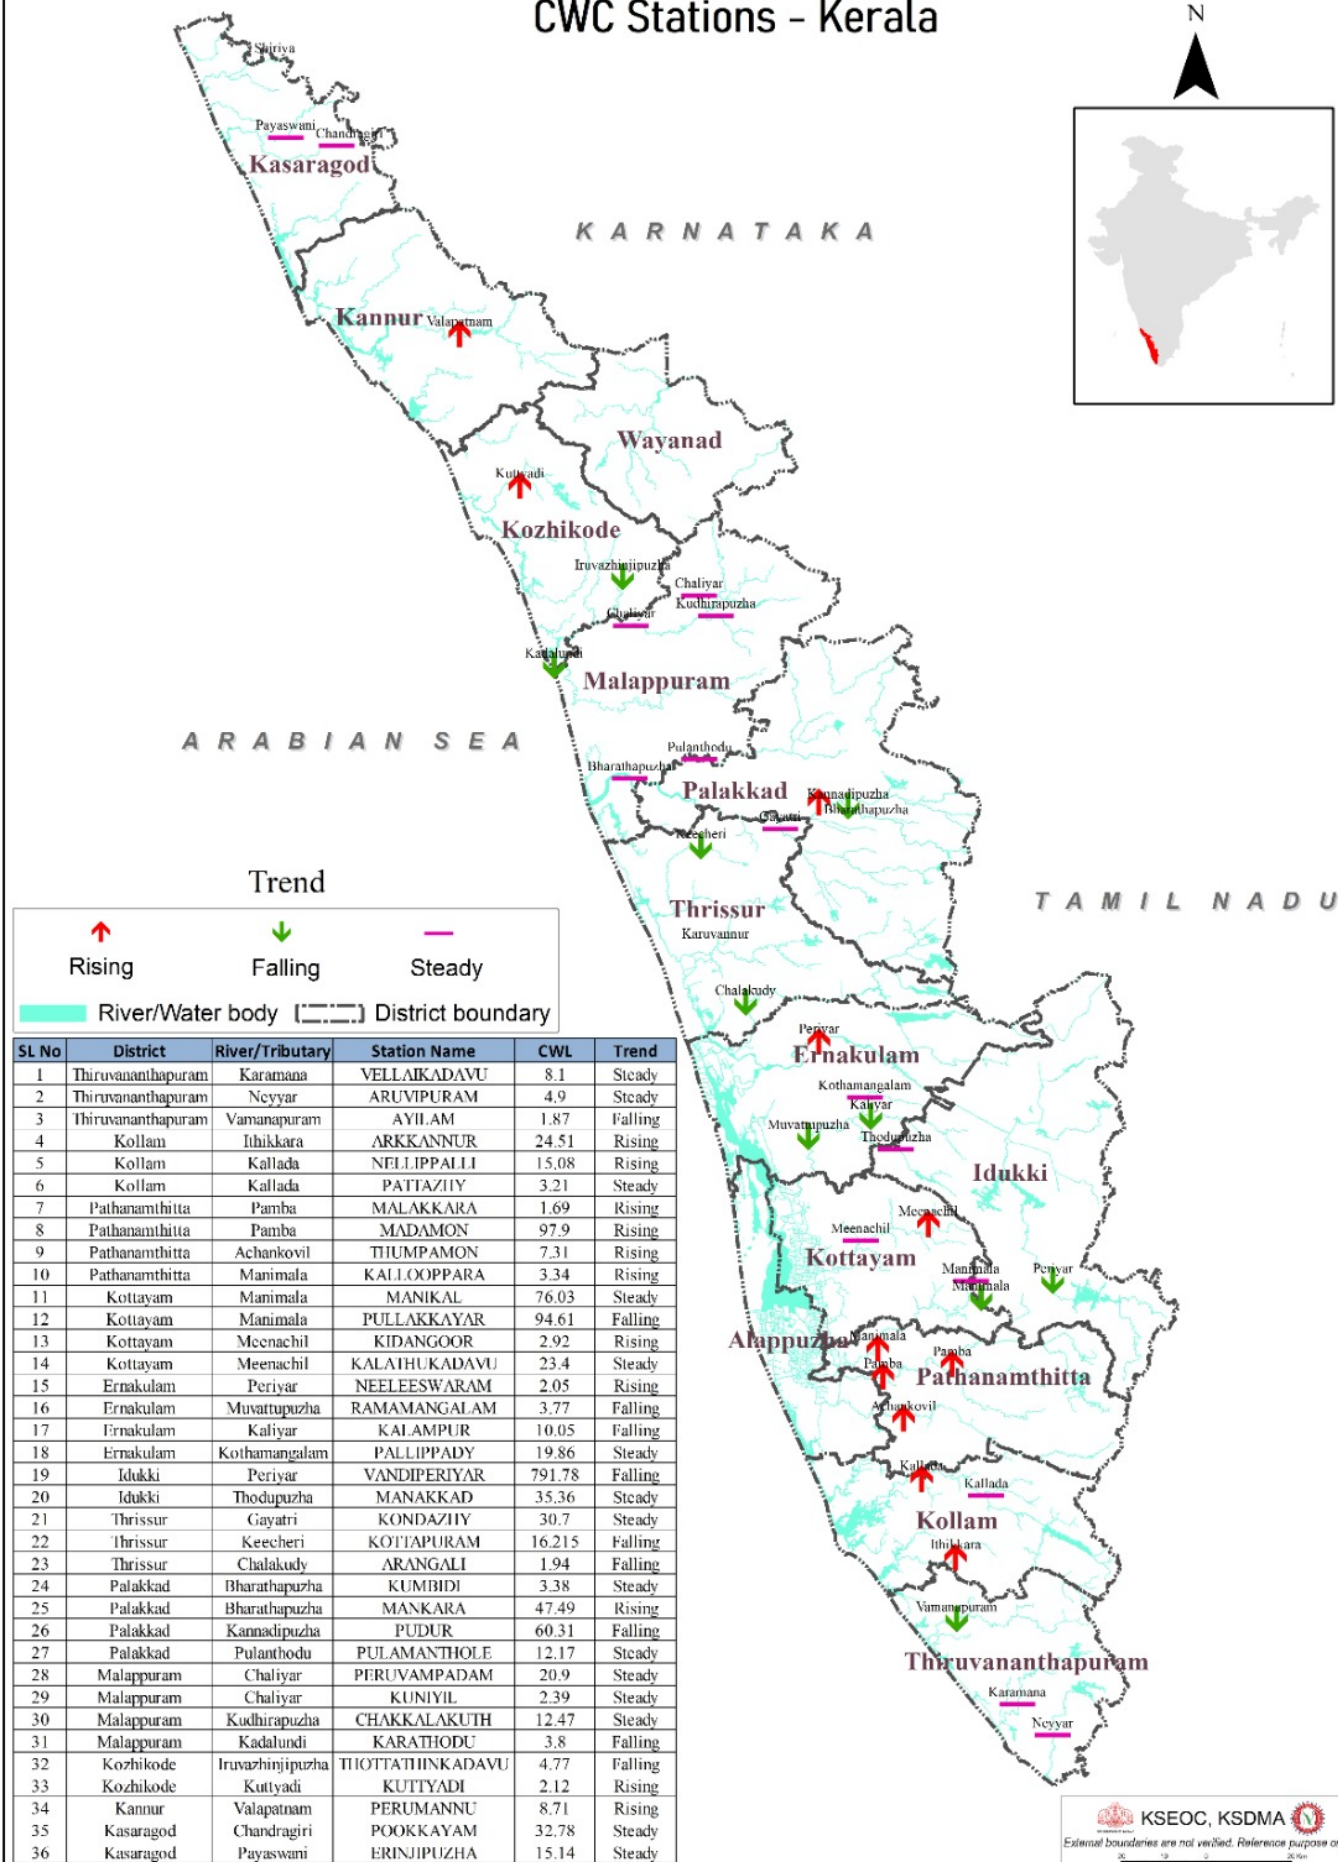 CWC Stations - Kerala
N
Shiriya
Payaswani
Chandragiri
Kasaragod
KARNATAKA
Kannur
Valapatnam
Wayanad
Kuttyadi
Kozhikode
Iruvazhinjipuzha
Chaliyar
Kudhirapuzha
Chaliyar
Kadalundi
Malappuram
ARABIAN SEA
Pulanthodu
Bharathapuzha
Palakkad
Kannadipuzha
Bharathapuzha
Gayatri
Keecheri
Thrissur
Karuvannur
TAMIL NADU
Chalakudy
Periyar
Ernakulam
Kothamangalam
Kaliyar
Muvattupuzha
Thodupuzha
Idukki
Meenachil
Meenachil
Kottayam
Manimala
Manimala
Periyar
Alappuzha
Manimala
Pamba
Pamba
Pathanamthitta
Achankovil
Kallada
Kallada
Kollam
Ithikkara
Vamanapuram
Thiruvananthapuram
Karamana
Neyyar
Trend
Rising Falling Steady
River/Water body District boundary
SL No District River/Tributary Station Name CWL Trend
1 Thiruvananthapuram Karamana VELLAIKADAVU 8.1 Steady
2 Thiruvananthapuram Neyyar ARUVIPURAM 4.9 Steady
3 Thiruvananthapuram Vamanapuram AYILAM 1.87 Falling
4 Kollam Ithikkara ARKKANNUR 24.51 Rising
5 Kollam Kallada NELLIPPALLI 15.08 Rising
6 Kollam Kallada PATTAZHY 3.21 Steady
7 Pathanamthitta Pamba MALAKKARA 1.69 Rising
8 Pathanamthitta Pamba MADAMON 97.9 Rising
9 Pathanamthitta Achankovil THUMPAMON 7.31 Rising
10 Pathanamthitta Manimala KALLOOPPARA 3.34 Rising
11 Kottayam Manimala MANIKAL 76.03 Steady
12 Kottayam Manimala PULLAKKAYAR 94.61 Falling
13 Kottayam Meenachil KIDANGOOR 2.92 Rising
14 Kottayam Meenachil KALATHUKADAVU 23.4 Steady
15 Ernakulam Periyar NEELEESWARAM 2.05 Rising
16 Ernakulam Muvattupuzha RAMAMANGALAM 3.77 Falling
17 Ernakulam Kaliyar KALAMPUR 10.05 Falling
18 Ernakulam Kothamangalam PALLIPPADY 19.86 Steady
19 Idukki Periyar VANDIPERIYAR 791.78 Falling
20 Idukki Thodupuzha MANAKKAD 35.36 Steady
21 Thrissur Gayatri KONDAZHY 30.7 Steady
22 Thrissur Keecheri KOTTAPURAM 16.215 Falling
23 Thrissur Chalakudy ARANGALI 1.94 Falling
24 Palakkad Bharathapuzha KUMBIDI 3.38 Steady
25 Palakkad Bharathapuzha MANKARA 47.49 Rising
26 Palakkad Kannadipuzha PUDUR 60.31 Falling
27 Palakkad Pulanthodu PULAMANTHOLE 12.17 Steady
28 Malappuram Chaliyar PERUVAMPADAM 20.9 Steady
29 Malappuram Chaliyar KUNIYIL 2.39 Steady
30 Malappuram Kudhirapuzha CHAKKALAKUTH 12.47 Steady
31 Malappuram Kadalundi KARATHODU 3.8 Falling
32 Kozhikode Iruvazhinjipuzha THOTTATHINKADAVU 4.77 Falling
33 Kozhikode Kuttyadi KUTTYADI 2.12 Rising
34 Kannur Valapatnam PERUMANNU 8.71 Rising
35 Kasaragod Chandragiri POOKKAYAM 32.78 Steady
36 Kasaragod Payaswani ERINJIPUZHA 15.14 Steady
KSEOC, KSDMA
External boundaries are not verified. Reference purpose
20 10 0 20 Km